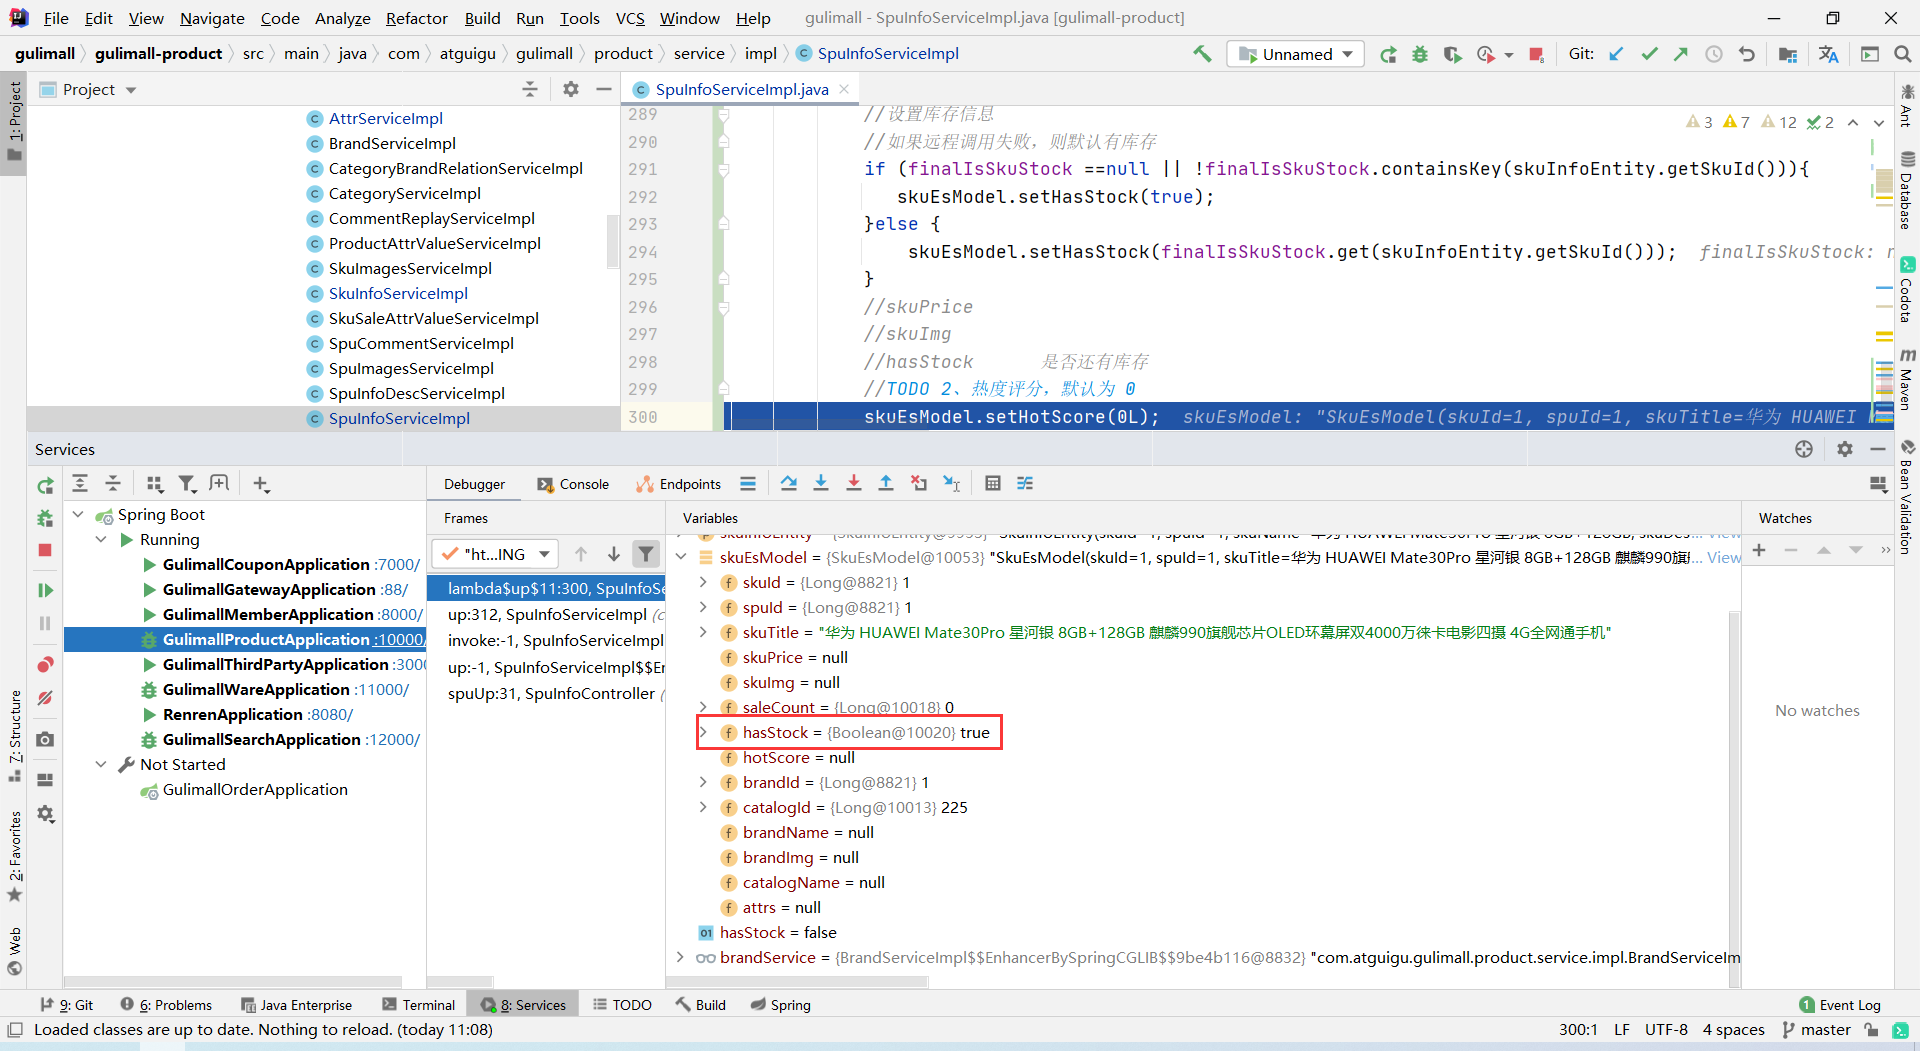 File Edit View Navigate Code Analyze Refactor Build Run Tools VCS Window Help gulimall - SpuInfoServiceImpl.java [gulimall-product]
gulimall gulimall-product src main java com atguigu gulimall product service impl SpuInfoServiceImpl
Unnamed
Git:
1: Project
Project
SpuInfoServiceImpl.java
AttrServiceImpl
BrandServiceImpl
CategoryBrandRelationServiceImpl
CategoryServiceImpl
CommentReplayServiceImpl
ProductAttrValueServiceImpl
SkuImagesServiceImpl
SkuInfoServiceImpl
SkuSaleAttrValueServiceImpl
SpuCommentServiceImpl
SpuImagesServiceImpl
SpuInfoDescServiceImpl
SpuInfoServiceImpl
3 7 12 2
289 //设置库存信息
290 //如果远程调用失败，则默认有库存
291 if (finalIsSkuStock ==null || !finalIsSkuStock.containsKey(skuInfoEntity.getSkuId())){
292 skuEsModel.setHasStock(true);
293 }else {
294 skuEsModel.setHasStock(finalIsSkuStock.get(skuInfoEntity.getSkuId())); finalIsSkuStock:
295 }
296 //skuPrice
297 //skuImg
298 //hasStock 是否还有库存
299 //TODO 2、热度评分，默认为 0
300 skuEsModel.setHotScore(0L); skuEsModel: "SkuEsModel(skuId=1, spuId=1, skuTitle=华为 HUAWEI
Ant
Database
Codota
Maven
Bean Validation
Services
Debugger Console Endpoints
Spring Boot
Running
GulimallCouponApplication :7000/
GulimallGatewayApplication :88/
GulimallMemberApplication :8000/
GulimallProductApplication :10000/
GulimallThirdPartyApplication :3000
GulimallWareApplication :11000/
RenrenApplication :8080/
GulimallSearchApplication :12000/
Not Started
GulimallOrderApplication
Frames
"ht...ING
lambda$up$11:300, SpuInfoSe
up:312, SpuInfoServiceImpl (c
invoke:-1, SpuInfoServiceImpl
up:-1, SpuInfoServiceImpl$$Er
spuUp:31, SpuInfoController (
Variables
skuEsModel = {SkuEsModel@10053} "SkuEsModel(skuId=1, spuId=1, skuTitle=华为 HUAWEI Mate30Pro 星河银 8GB+128GB 麒麟990旗... View
skuId = {Long@8821} 1
spuId = {Long@8821} 1
skuTitle = "华为 HUAWEI Mate30Pro 星河银 8GB+128GB 麒麟990旗舰芯片OLED环幕屏双4000万徕卡电影四摄 4G全网通手机"
skuPrice = null
skuImg = null
saleCount = {Long@10018} 0
hasStock = {Boolean@10020} true
hotScore = null
brandId = {Long@8821} 1
catalogId = {Long@10013} 225
brandName = null
brandImg = null
catalogName = null
attrs = null
hasStock = false
brandService = {BrandServiceImpl$$EnhancerBySpringCGLIB$$9be4b116@8832} "com.atguigu.gulimall.product.service.impl.BrandServiceIm
Watches
No watches
7: Structure
2: Favorites
Web
9: Git 6: Problems Java Enterprise Terminal 8: Services TODO Build Spring 1 Event Log
Loaded classes are up to date. Nothing to reload. (today 11:08) 300:1 LF UTF-8 4 spaces master